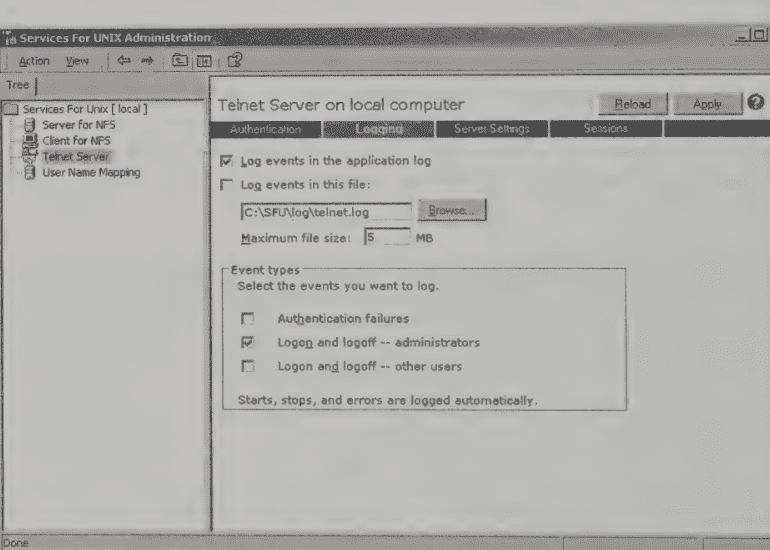 Services For UNIX Administration
Action View
Tree
Services For Unix [ local ]
Server for NFS
Client for NFS
Telnet Server
User Name Mapping
Telnet Server on local computer
Reload Apply
Authentication Logging Server Settings Sessions
Log events in the application log
Log events in this file:
C:\SFU\log\telnet.log Browse...
Maximum file size: 5 MB
Event types
Select the events you want to log.
Authentication failures
Logon and logoff -- administrators
Logon and logoff -- other users
Starts, stops, and errors are logged automatically.
Done